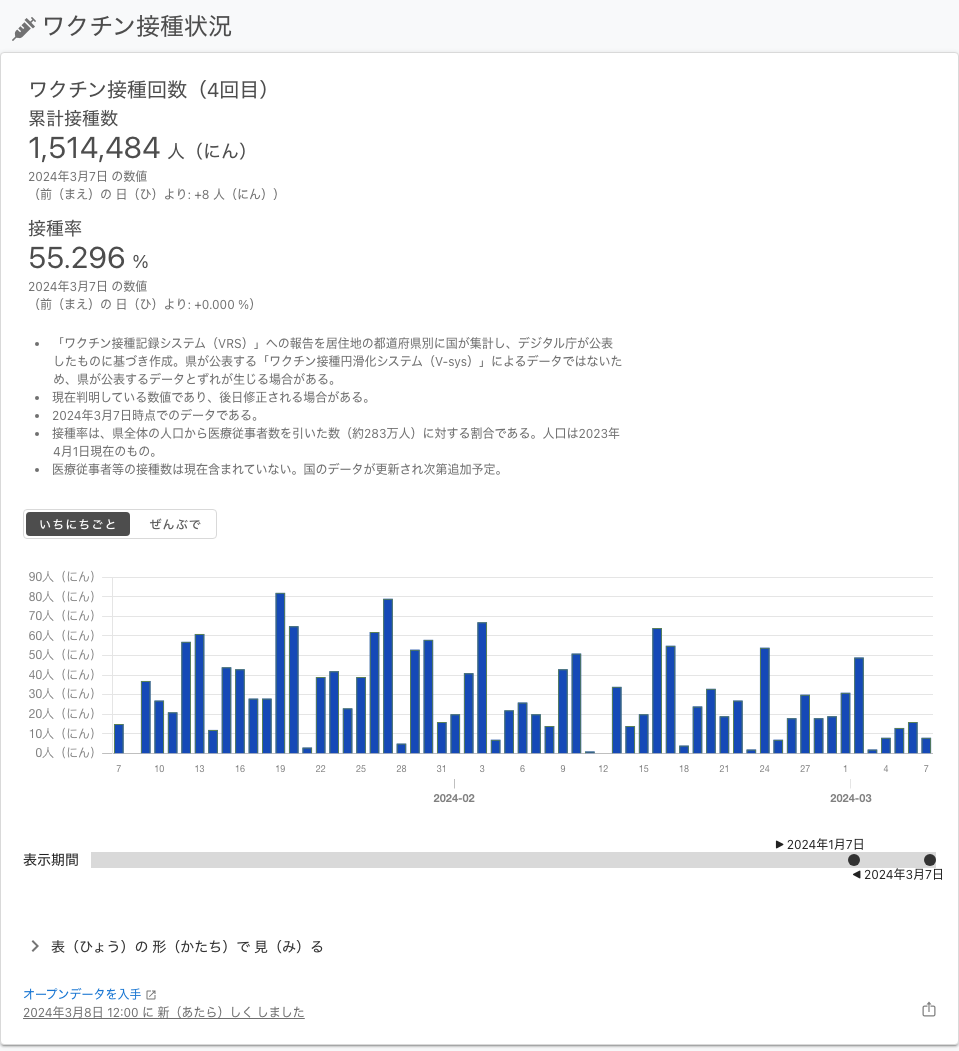 ワクチン接種状況
ワクチン接種回数（4回目）
累計接種数
1,514,484 人（にん）
2024年3月7日 の数値
（前（まえ）の 日（ひ）より: +8 人（にん））
接種率
55.296 %
2024年3月7日 の数値
（前（まえ）の 日（ひ）より: +0.000 %）
• 「ワクチン接種記録システム（VRS）」への報告を居住地の都道府県別に国が集計し、デジタル庁が公表
したものに基づき作成。県が公表する「ワクチン接種円滑化システム（V-sys）」によるデータではないた
め、県が公表するデータとずれが生じる場合がある。
• 現在判明している数値であり、後日修正される場合がある。
• 2024年3月7日時点でのデータである。
• 接種率は、県全体の人口から医療従事者数を引いた数（約283万人）に対する割合である。人口は2023年
4月1日現在のもの。
• 医療従事者等の接種数は現在含まれていない。国のデータが更新され次第追加予定。
いちにちごと ぜんぶで
90人（にん）
80人（にん）
70人（にん）
60人（にん）
50人（にん）
40人（にん）
30人（にん）
20人（にん）
10人（にん）
0人（にん）
7 10 13 16 19 22 25 28 31 3 6 9 12 15 18 21 24 27 1 4 7
2024-02 2024-03
▶ 2024年1月7日
表示期間
◀ 2024年3月7日
表（ひょう）の 形（かたち）で 見（み）る
オープンデータを入手
2024年3月8日 12:00 に 新（あたら）しく しました